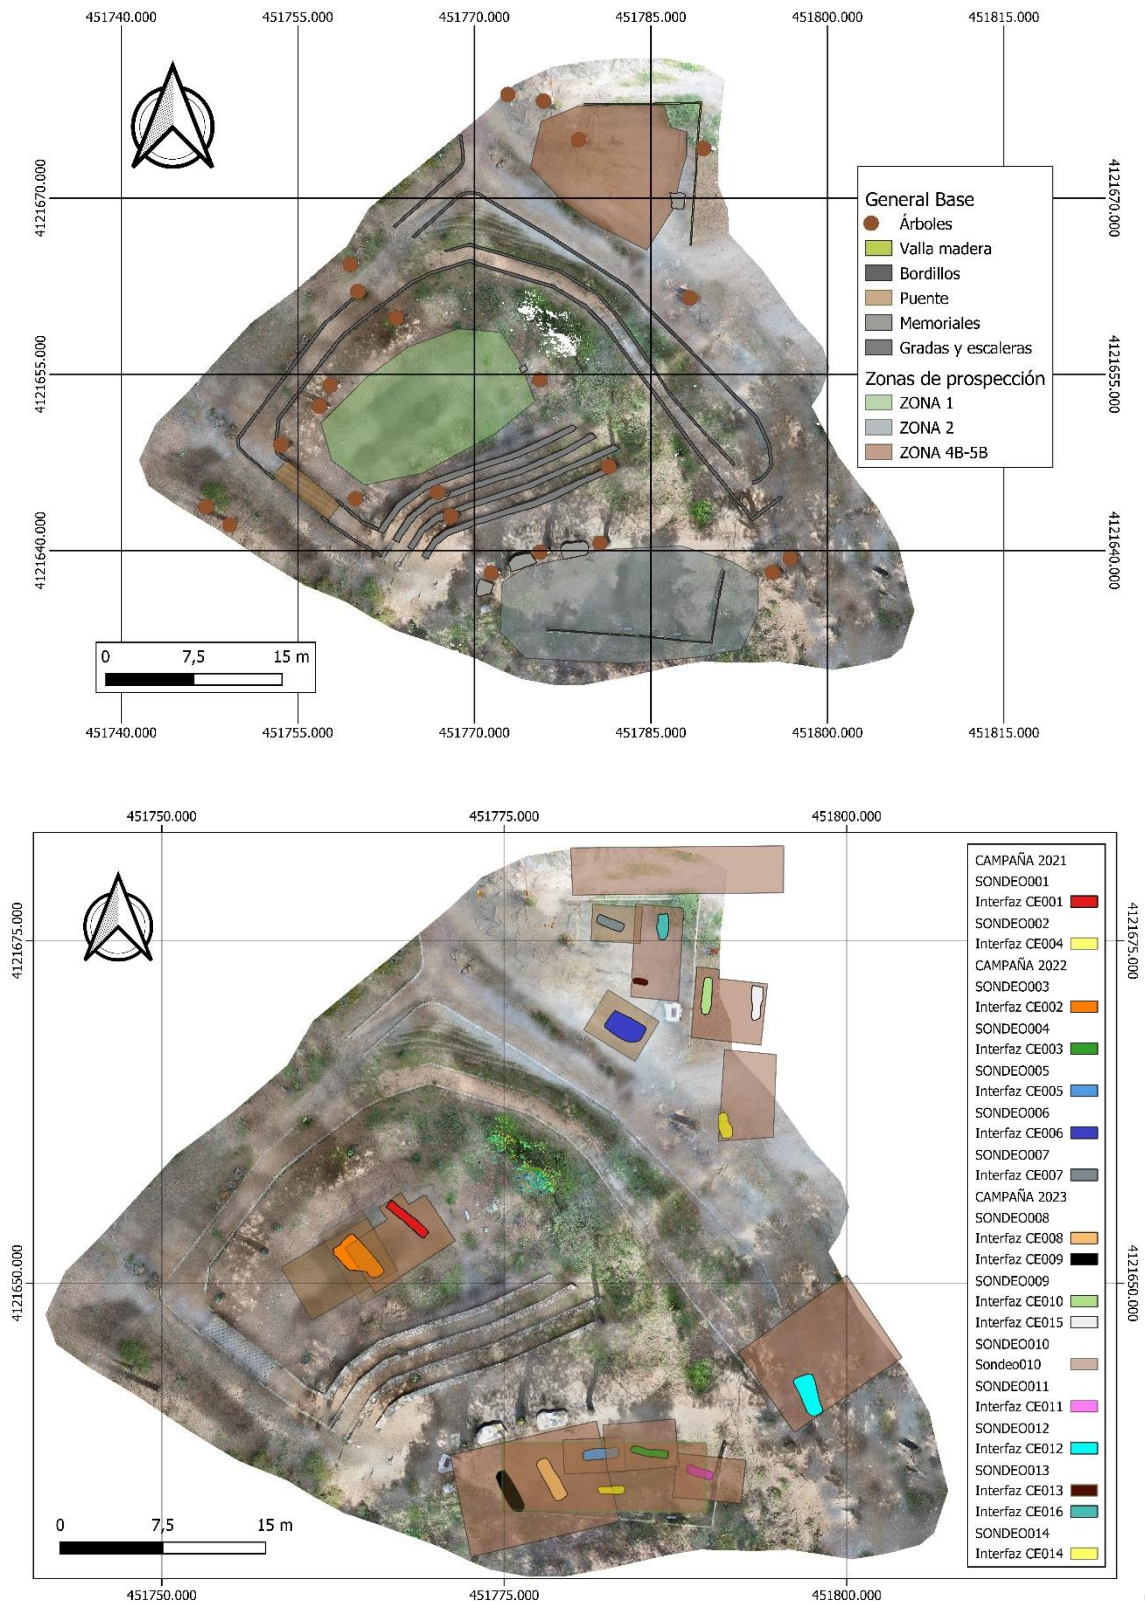 451740.000 451755.000 451770.000 451785.000 451800.000 451815.000
4121670.000 4121670.000
4121655.000 4121655.000
4121640.000 4121640.000
General Base
Árboles
Valla madera
Bordillos
Puente
Memoriales
Gradas y escaleras
Zonas de prospección
ZONA 1
ZONA 2
ZONA 4B-5B
0 7,5 15 m
451740.000 451755.000 451770.000 451785.000 451800.000 451815.000
451750.000 451775.000 451800.000
4121675.000 4121675.000
4121650.000 4121650.000
CAMPAÑA 2021
SONDEO001
Interfaz CE001
SONDEO002
Interfaz CE004
CAMPAÑA 2022
SONDEO003
Interfaz CE002
SONDEO004
Interfaz CE003
SONDEO005
Interfaz CE005
SONDEO006
Interfaz CE006
SONDEO007
Interfaz CE007
CAMPAÑA 2023
SONDEO008
Interfaz CE008
Interfaz CE009
SONDEO009
Interfaz CE010
Interfaz CE015
SONDEO010
Sondeo010
SONDEO011
Interfaz CE011
SONDEO012
Interfaz CE012
SONDEO013
Interfaz CE013
Interfaz CE016
SONDEO014
Interfaz CE014
0 7,5 15 m
451750.000 451775.000 451800.000